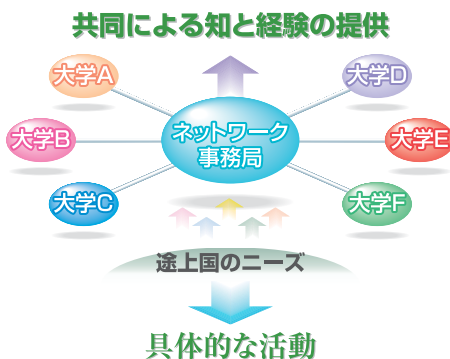 共同による知と経験の提供
大学A
大学D
ネットワーク
事務局
大学B
大学E
大学C
大学F
途上国のニーズ
具体的な活動